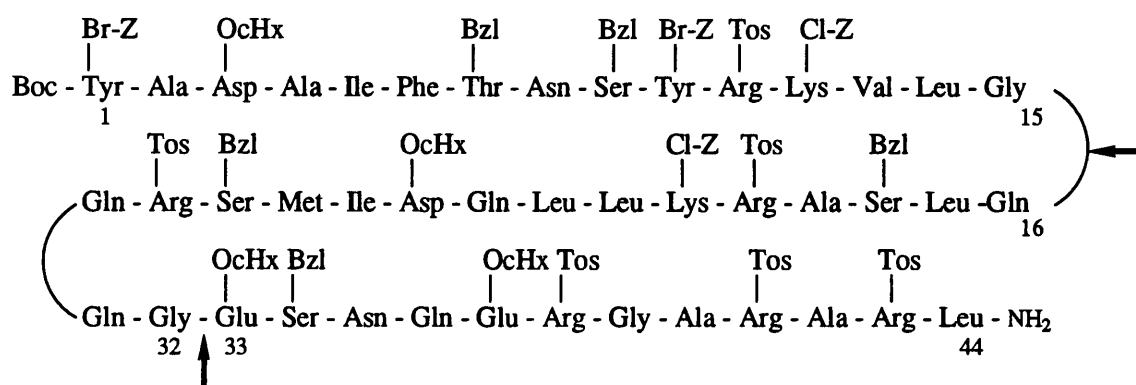 Br-Z OcHx Bzl Bzl Br-Z Tos Cl-Z
Boc - Tyr - Ala - Asp - Ala - Ile - Phe - Thr - Asn - Ser - Tyr - Arg - Lys - Val - Leu - Gly
1 15
Tos Bzl OcHx Cl-Z Tos Bzl
Gln - Arg - Ser - Met - Ile - Asp - Gln - Leu - Leu - Lys - Arg - Ala - Ser - Leu -Gln
16
OcHx Bzl OcHx Tos Tos Tos
Gln - Gly - Glu - Ser - Asn - Gln - Glu - Arg - Gly - Ala - Arg - Ala - Arg - Leu - NH₂
32 33 44